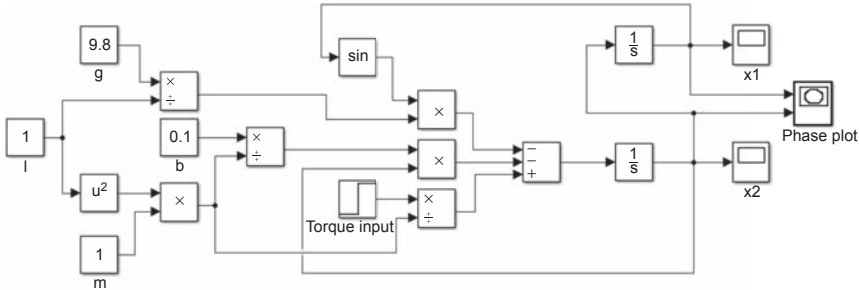 9.8
g
×
÷
sin
1
s
x1
Phase plot
1
l
0.1
b
×
÷
×
×
−
−
+
1
s
x2
u²
×
Torque input
×
÷
1
m